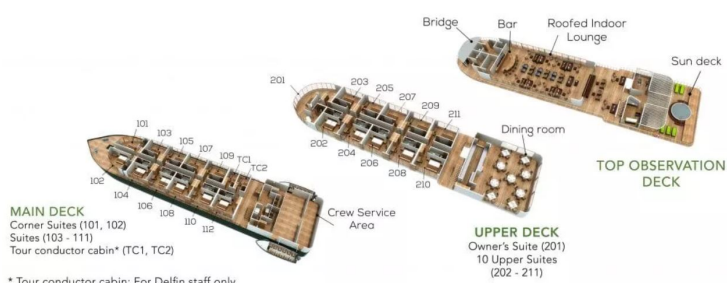 Bridge
Bar
Roofed Indoor
Lounge
Sun deck
TOP OBSERVATION
DECK
201
203
205
207
209
211
202
204
206
208
210
Dining room
UPPER DECK
Owner's Suite (201)
10 Upper Suites
(202 - 211)
101
103
105
107
109
TC1
TC2
102
104
106
108
110
112
Crew Service
Area
MAIN DECK
Corner Suites (101, 102)
Suites (103 - 111)
Tour conductor cabin* (TC1, TC2)
* Tour conductor cabin: For Delfin staff only